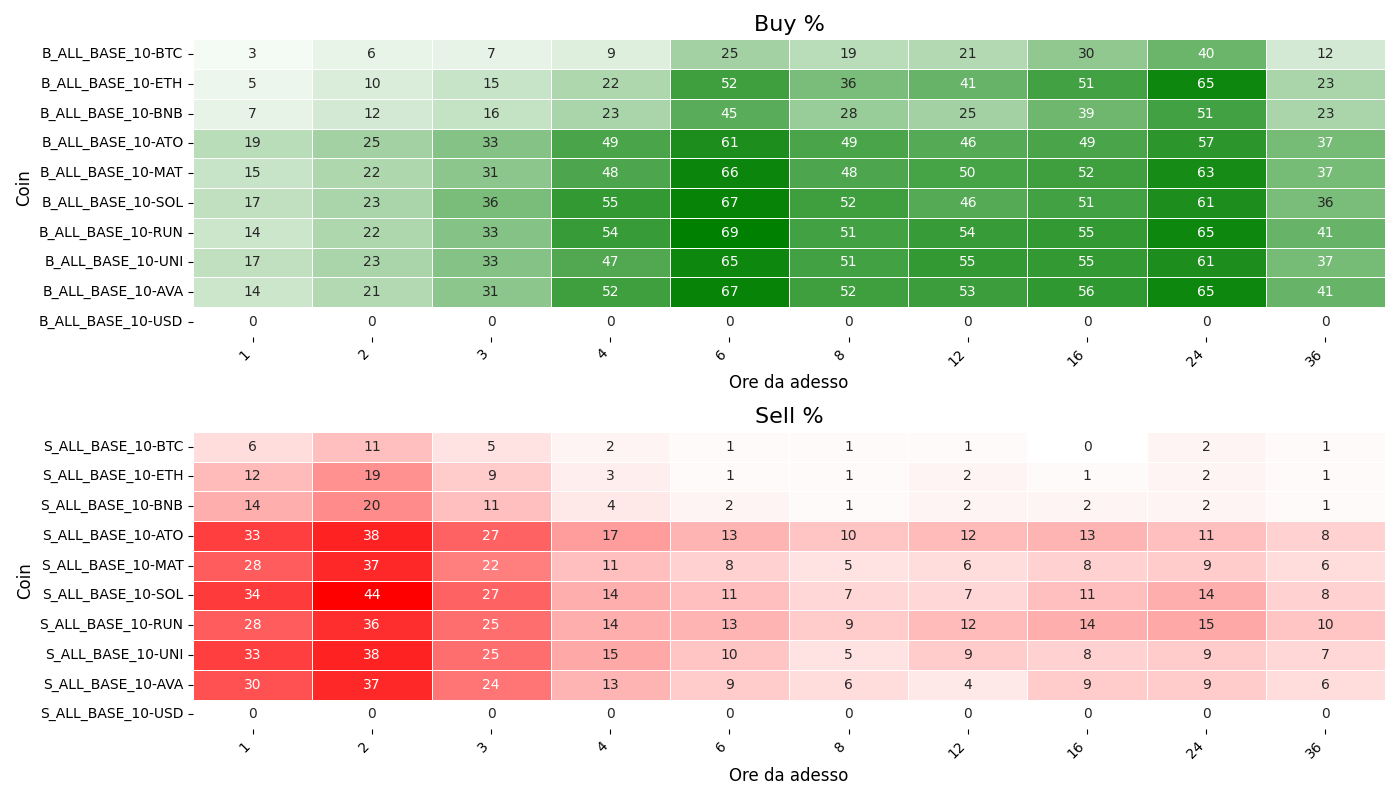 Buy %
Coin
B_ALL_BASE_10-BTC 3 6 7 9 25 19 21 30 40 12
B_ALL_BASE_10-ETH 5 10 15 22 52 36 41 51 65 23
B_ALL_BASE_10-BNB 7 12 16 23 45 28 25 39 51 23
B_ALL_BASE_10-ATO 19 25 33 49 61 49 46 49 57 37
B_ALL_BASE_10-MAT 15 22 31 48 66 48 50 52 63 37
B_ALL_BASE_10-SOL 17 23 36 55 67 52 46 51 61 36
B_ALL_BASE_10-RUN 14 22 33 54 69 51 54 55 65 41
B_ALL_BASE_10-UNI 17 23 33 47 65 51 55 55 61 37
B_ALL_BASE_10-AVA 14 21 31 52 67 52 53 56 65 41
B_ALL_BASE_10-USD 0 0 0 0 0 0 0 0 0 0
1 2 3 4 6 8 12 16 24 36
Ore da adesso
Sell %
Coin
S_ALL_BASE_10-BTC 6 11 5 2 1 1 1 0 2 1
S_ALL_BASE_10-ETH 12 19 9 3 1 1 2 1 2 1
S_ALL_BASE_10-BNB 14 20 11 4 2 1 2 2 2 1
S_ALL_BASE_10-ATO 33 38 27 17 13 10 12 13 11 8
S_ALL_BASE_10-MAT 28 37 22 11 8 5 6 8 9 6
S_ALL_BASE_10-SOL 34 44 27 14 11 7 7 11 14 8
S_ALL_BASE_10-RUN 28 36 25 14 13 9 12 14 15 10
S_ALL_BASE_10-UNI 33 38 25 15 10 5 9 8 9 7
S_ALL_BASE_10-AVA 30 37 24 13 9 6 4 9 9 6
S_ALL_BASE_10-USD 0 0 0 0 0 0 0 0 0 0
1 2 3 4 6 8 12 16 24 36
Ore da adesso